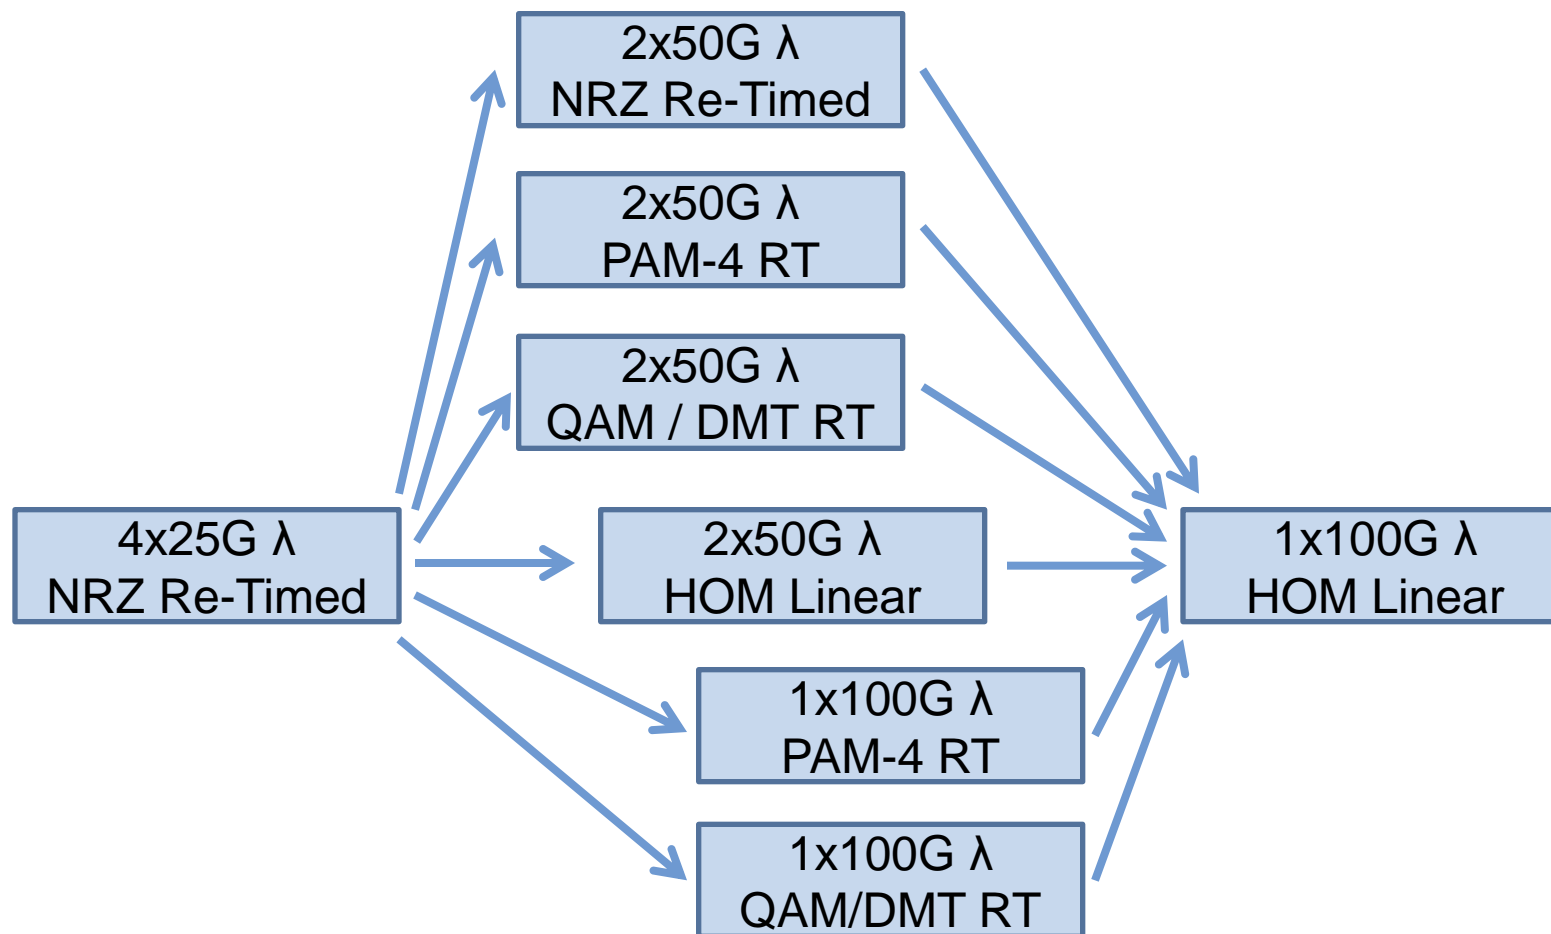 2x50G λ
NRZ Re-Timed
2x50G λ
PAM-4 RT
2x50G λ
QAM / DMT RT
4x25G λ
NRZ Re-Timed
2x50G λ
HOM Linear
1x100G λ
HOM Linear
1x100G λ
PAM-4 RT
1x100G λ
QAM/DMT RT